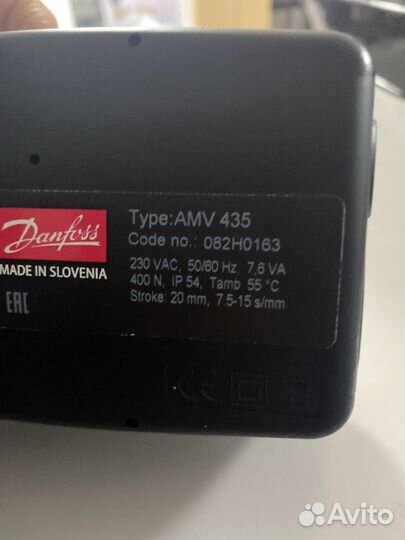 Danfoss
MADE IN SLOVENIA
EAC
Type:AMV 435
Code no.: 082H0163
230 VAC, 50/60 Hz, 7,6 VA
400 N, IP 54, Tamb 55 °C
Stroke: 20 mm, 7.5-15 s/mm
CE
Avito